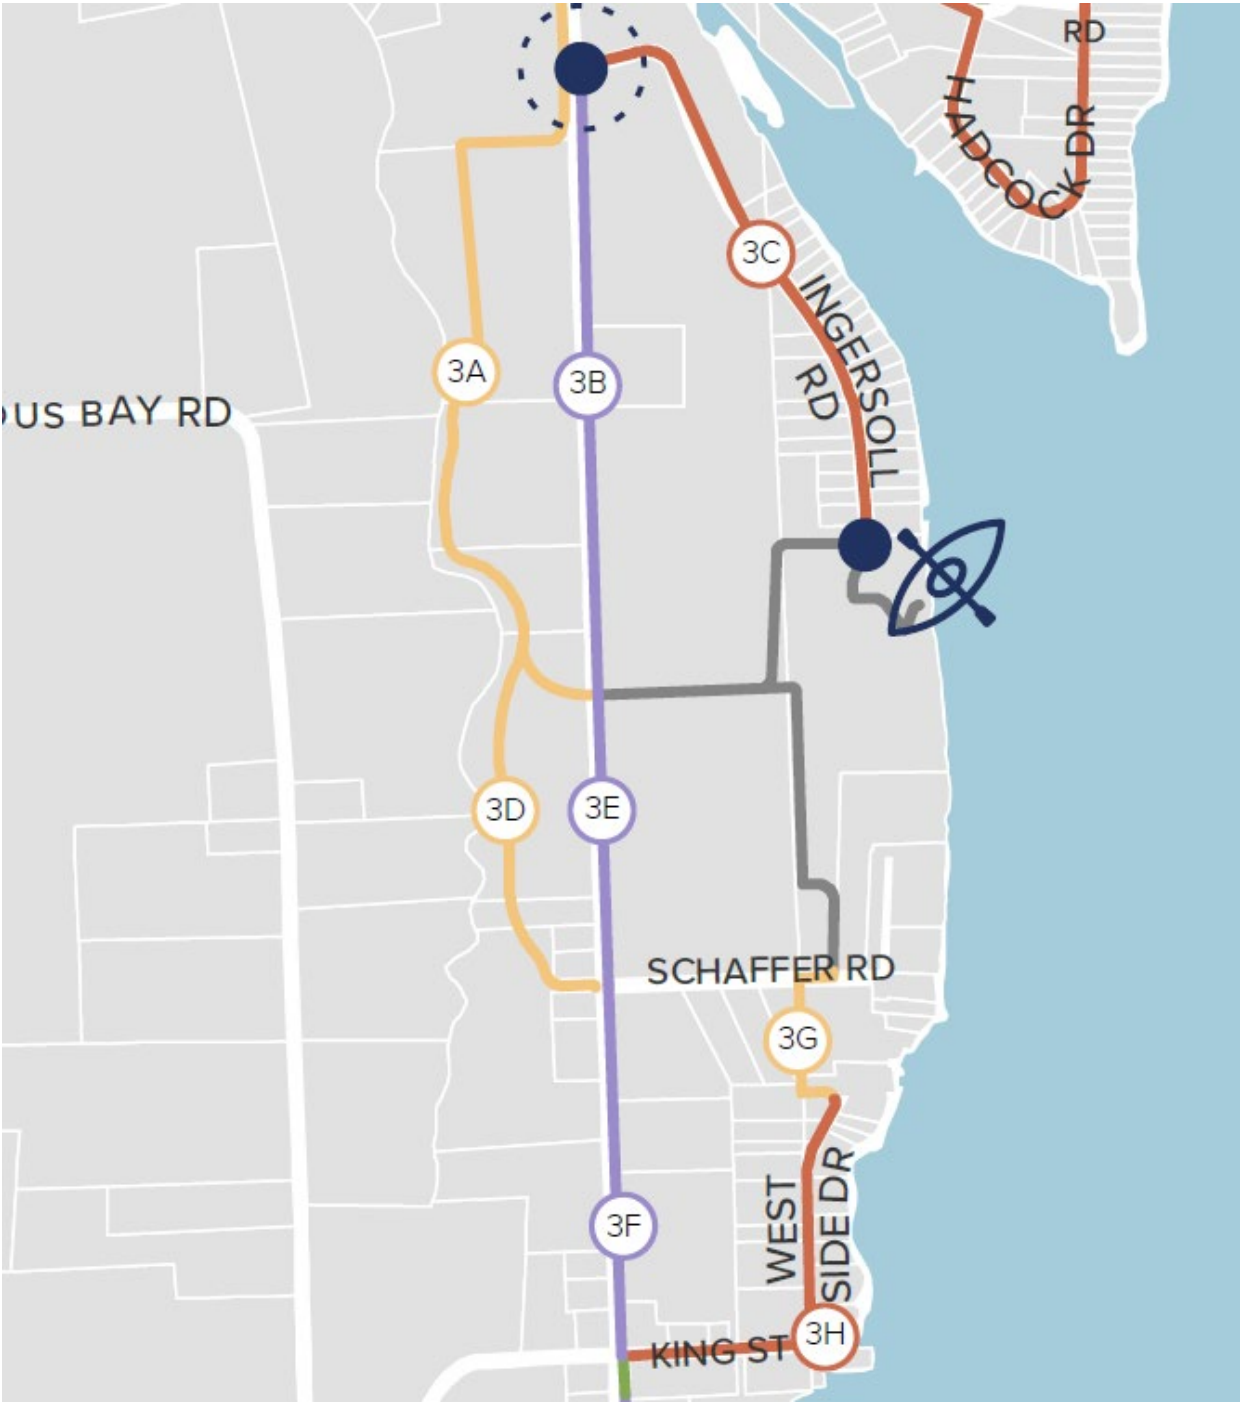 RD
HADCOCK DR
3C
INGERSOLL
RD
3A
3B
US BAY RD
3D
3E
SCHAFFER RD
3G
WEST
SIDE DR
3F
3H
KING ST